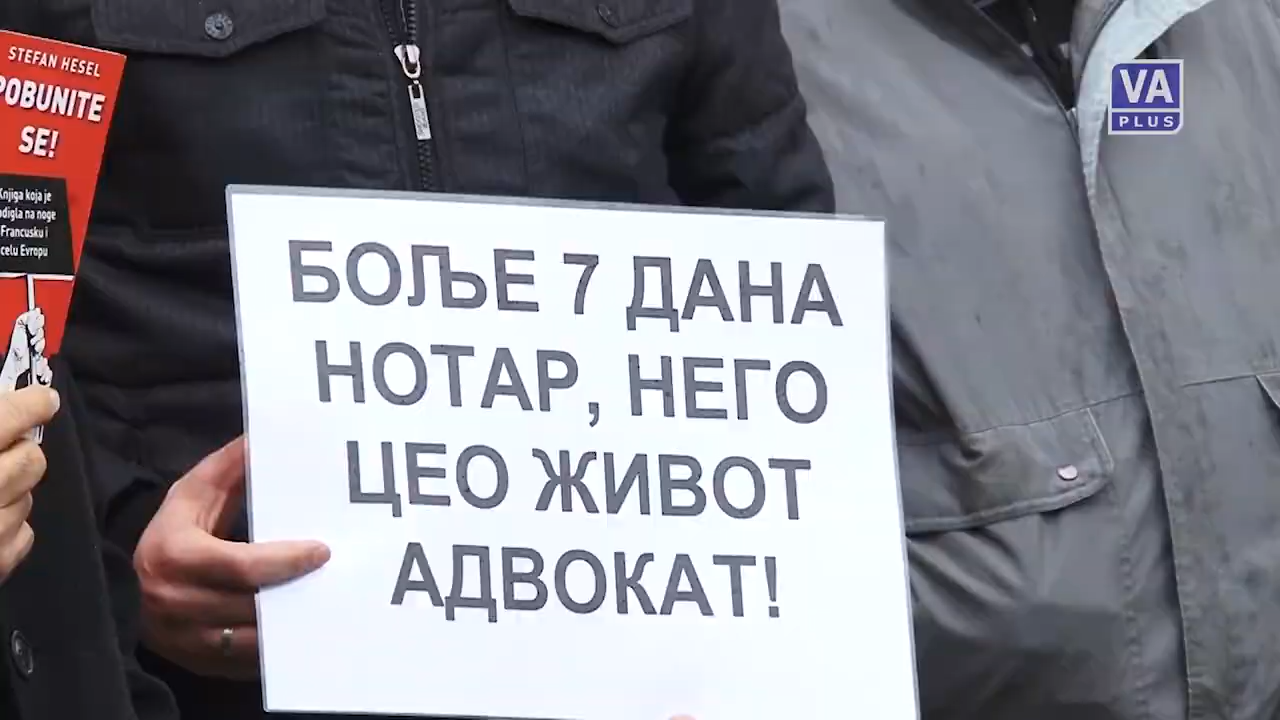 STEFAN HESEL
POBUNITE
SE!
Knjiga koja je
na noge
Francusku i
celu Evropu
БОЉЕ 7 ДАНА
НОТАР, НЕГО
ЦЕО ЖИВОТ
АДВОКАТ!
VA
PLUS